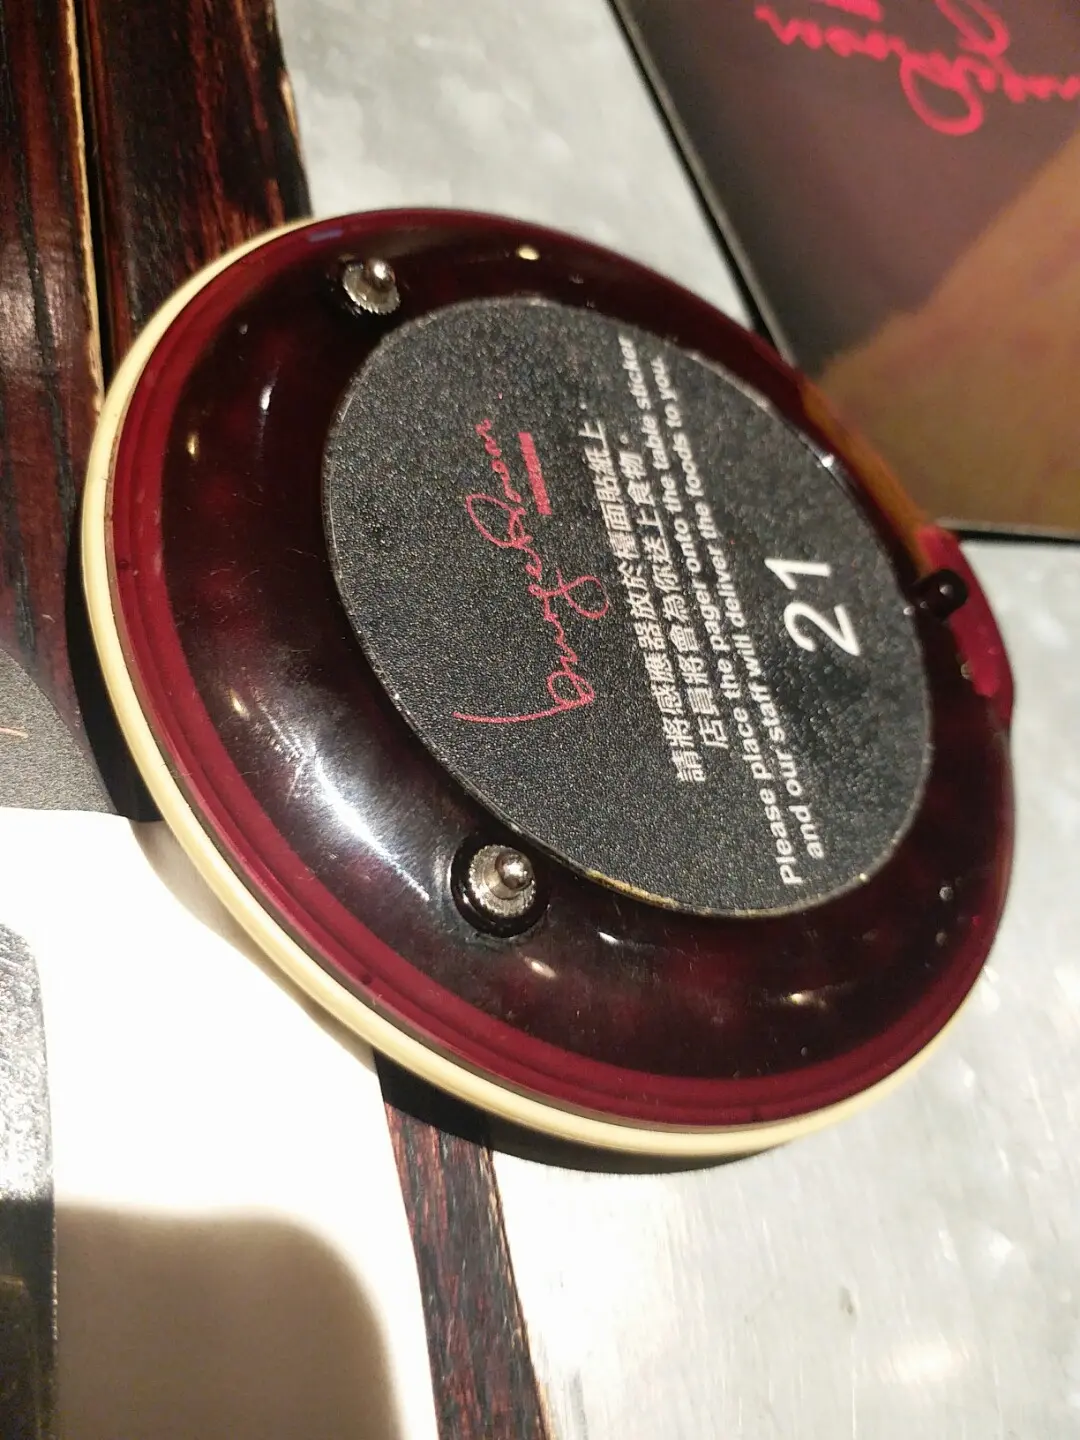 burgeRoom
請將感應器放於檯面貼紙上
店員將會為你送上食物。
Please place the pager onto the table sticker
and our staff will deliver the foods to you.
21